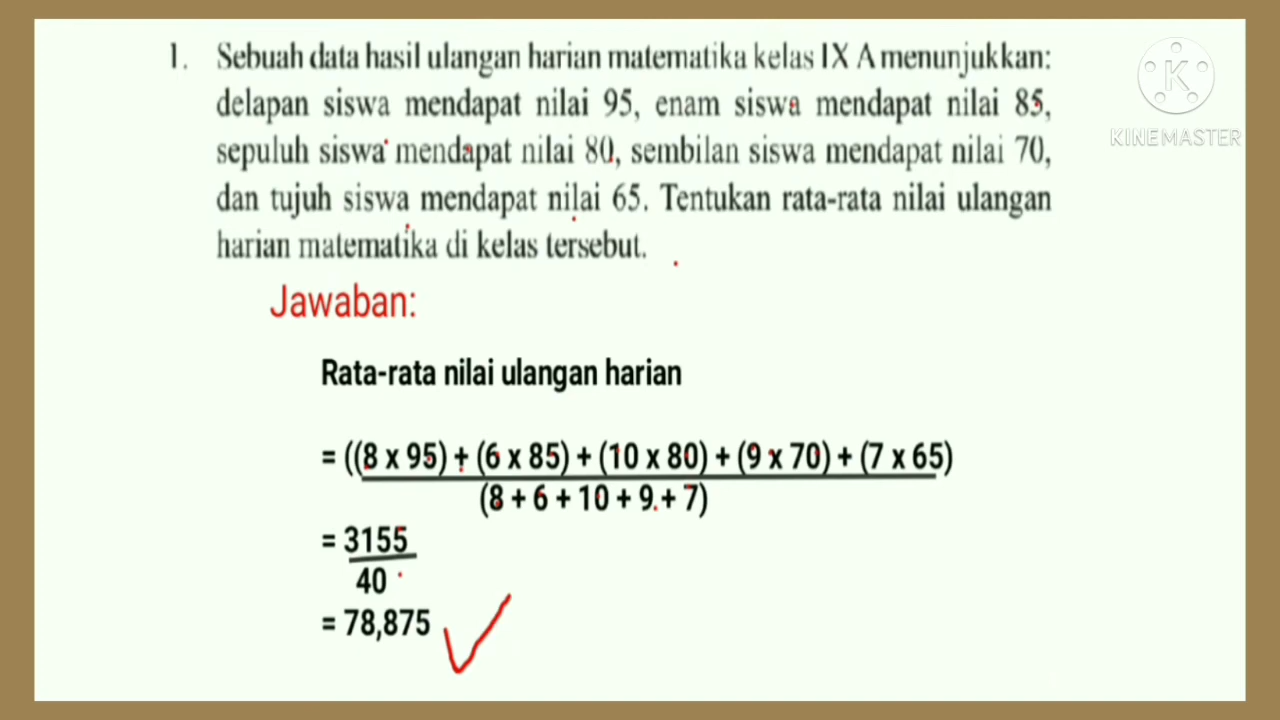 1. Sebuah data hasil ulangan harian matematika kelas IX A menunjukkan:
delapan siswa mendapat nilai 95, enam siswa mendapat nilai 85,
sepuluh siswa mendapat nilai 80, sembilan siswa mendapat nilai 70,
dan tujuh siswa mendapat nilai 65. Tentukan rata-rata nilai ulangan
harian matematika di kelas tersebut.
K
KINEMASTER
Jawaban:
Rata-rata nilai ulangan harian
= ((8 x 95) + (6 x 85) + (10 x 80) + (9 x 70) + (7 x 65)
(8 + 6 + 10 + 9 + 7)
= 3155
40
= 78,875